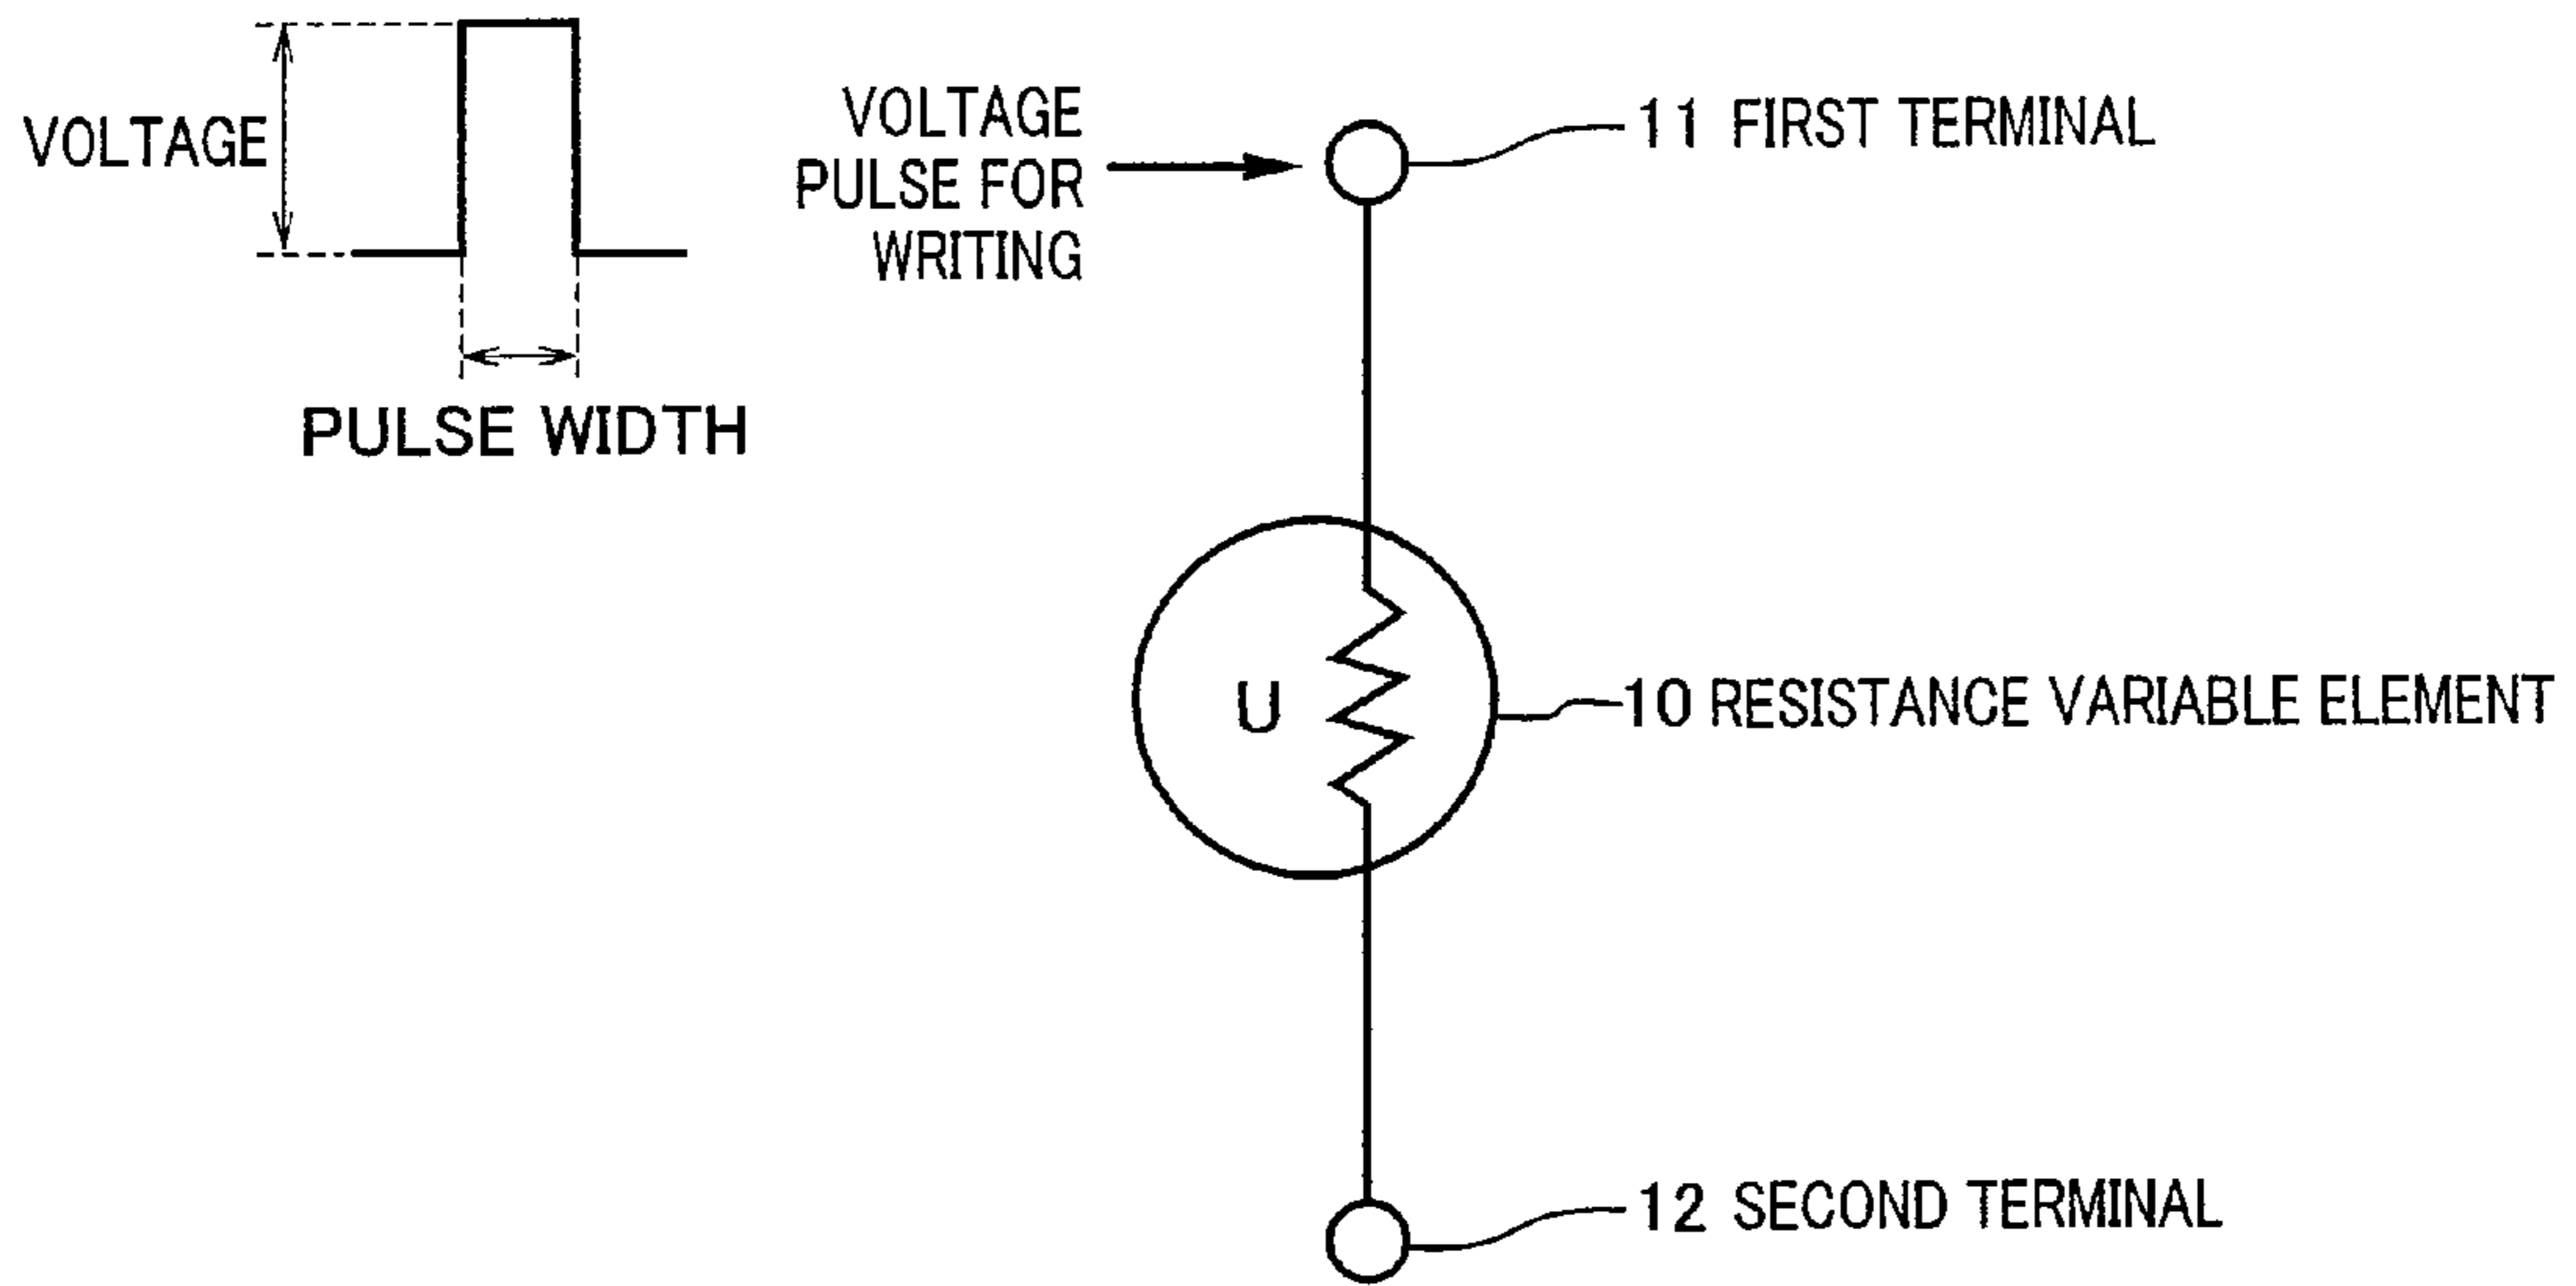 VOLTAGE
PULSE WIDTH
VOLTAGE
PULSE FOR
WRITING
11 FIRST TERMINAL
U
10 RESISTANCE VARIABLE ELEMENT
12 SECOND TERMINAL